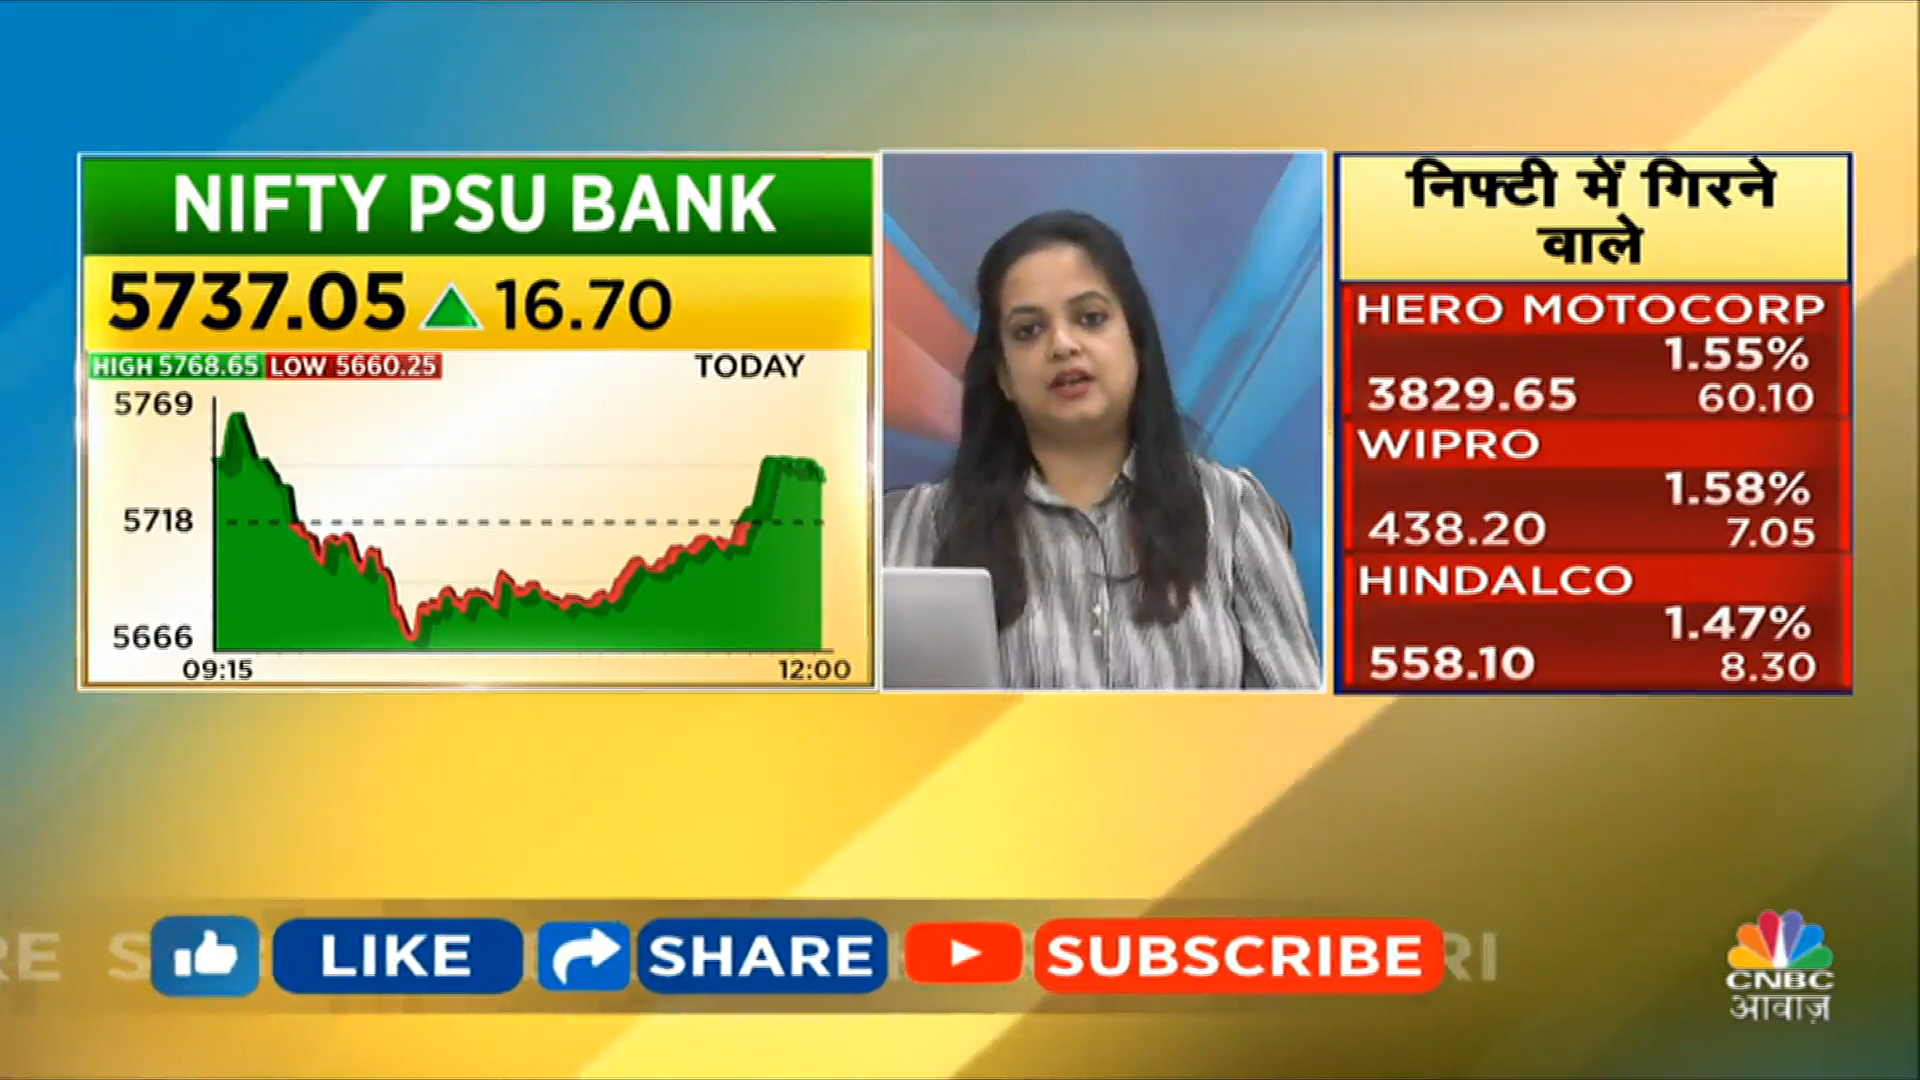 NIFTY PSU BANK
5737.05 ▲ 16.70
HIGH 5768.65 LOW 5660.25
TODAY
5769
5718
5666
09:15
12:00
निफ्टी में गिरने
वाले
HERO MOTOCORP
1.55%
3829.65
60.10
WIPRO
1.58%
438.20
7.05
HINDALCO
1.47%
558.10
8.30
LIKE
SHARE
SUBSCRIBE
CNBC
आवाज़